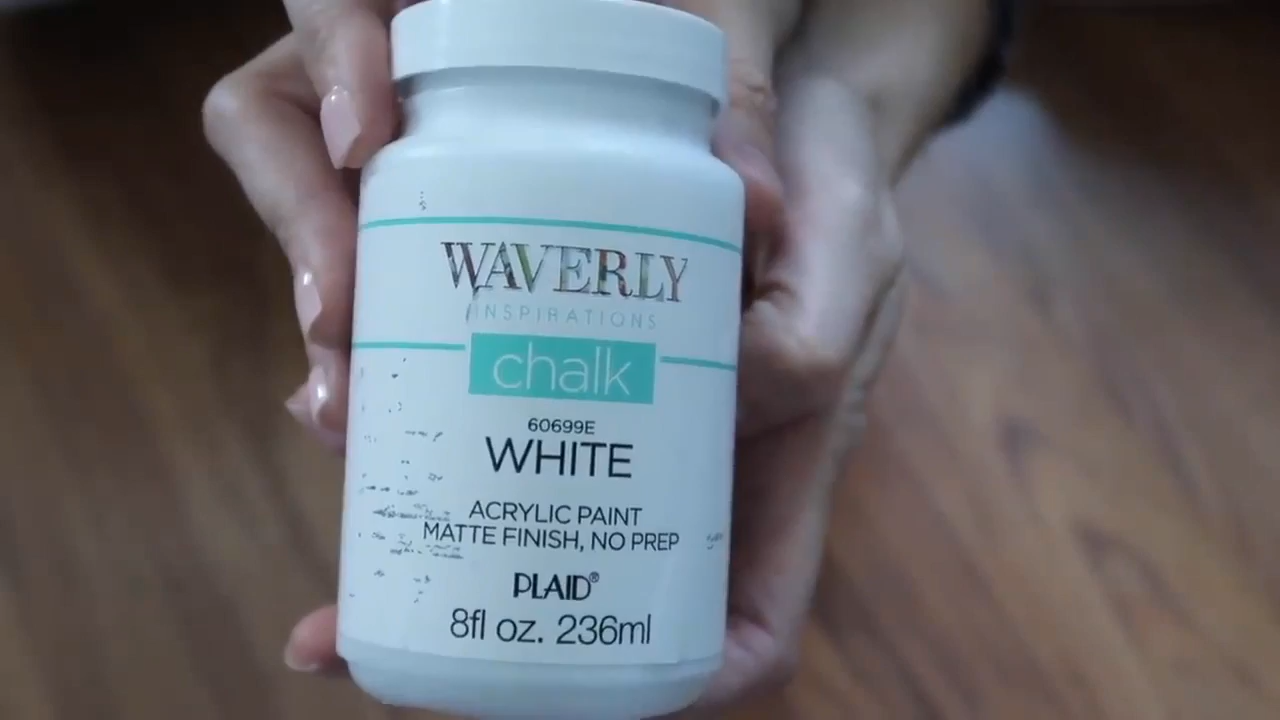 WAVERLY
INSPIRATIONS
chalk
60699E
WHITE
ACRYLIC PAINT
MATTE FINISH, NO PREP
PLAID®
8fl oz. 236ml